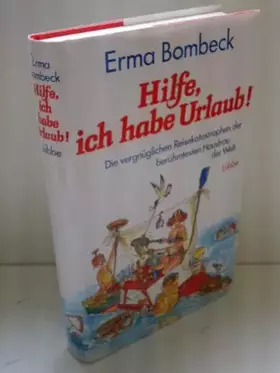 Erma
Bombeck
Hilfe,
ich
habe
Urlaub!
Lübbe
Erma Bombeck
Hilfe,
ich habe Urlaub!
Die vergnüglichen Reisekatastrophen der
berühmtesten Hausfrau
der Welt
Lübbe